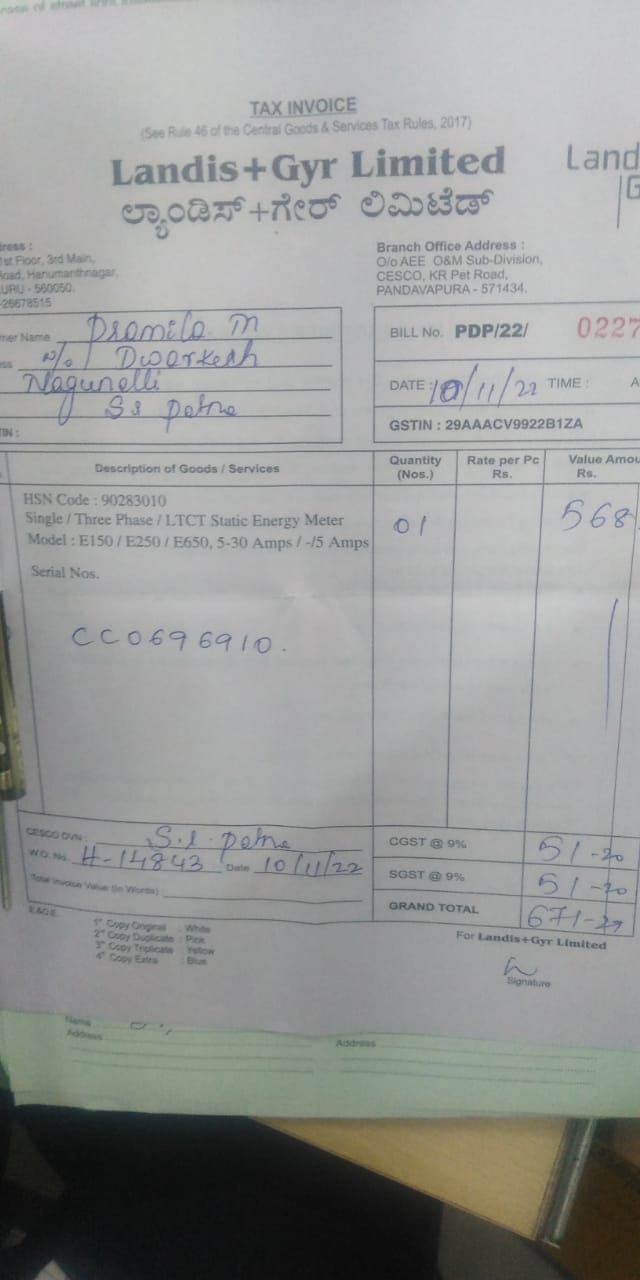 TAX INVOICE
(See Rule 46 of the Central Goods & Services Tax Rules, 2017)
Landis+Gyr Limited
Land
ಲ್ಯಾಂಡಿಸ್+ಗೇರ್ ಲಿಮಿಟೆಡ್
G
ress :
1st Floor, 3rd Main,
oad, Hanumanthnagar,
URU - 560050.
-26678515
Branch Office Address :
O/o AEE O&M Sub-Division,
CESCO, KR Pet Road,
PANDAVAPURA - 571434.
mer Name Pramila M
ess w/o Dwarkesh
S.s patna
TIN :
BILL No. PDP/22/ 0227
DATE : 10/11/22 TIME : A
GSTIN : 29AAACV9922B1ZA
Description of Goods / Services
Quantity (Nos.)
Rate per Pc Rs.
Value Amou Rs.
HSN Code : 90283010
Single / Three Phase / LTCT Static Energy Meter
Model : E150 / E250 / E650, 5-30 Amps / -/5 Amps
01
568
Serial Nos.
CC0696910.
CESCO DVN : S.s. patna
W.O. No. H-14843 Date 10/11/22
Total Invoice Value (In Words)
CGST @ 9% 51-20
SGST @ 9% 51-20
GRAND TOTAL 671-27
E.&O.E.
1st Copy Original : White
2nd Copy Duplicate : Pink
3rd Copy Triplicate : Yellow
4th Copy Extra : Blue
For Landis+Gyr Limited
Signature
Name
Address
Address